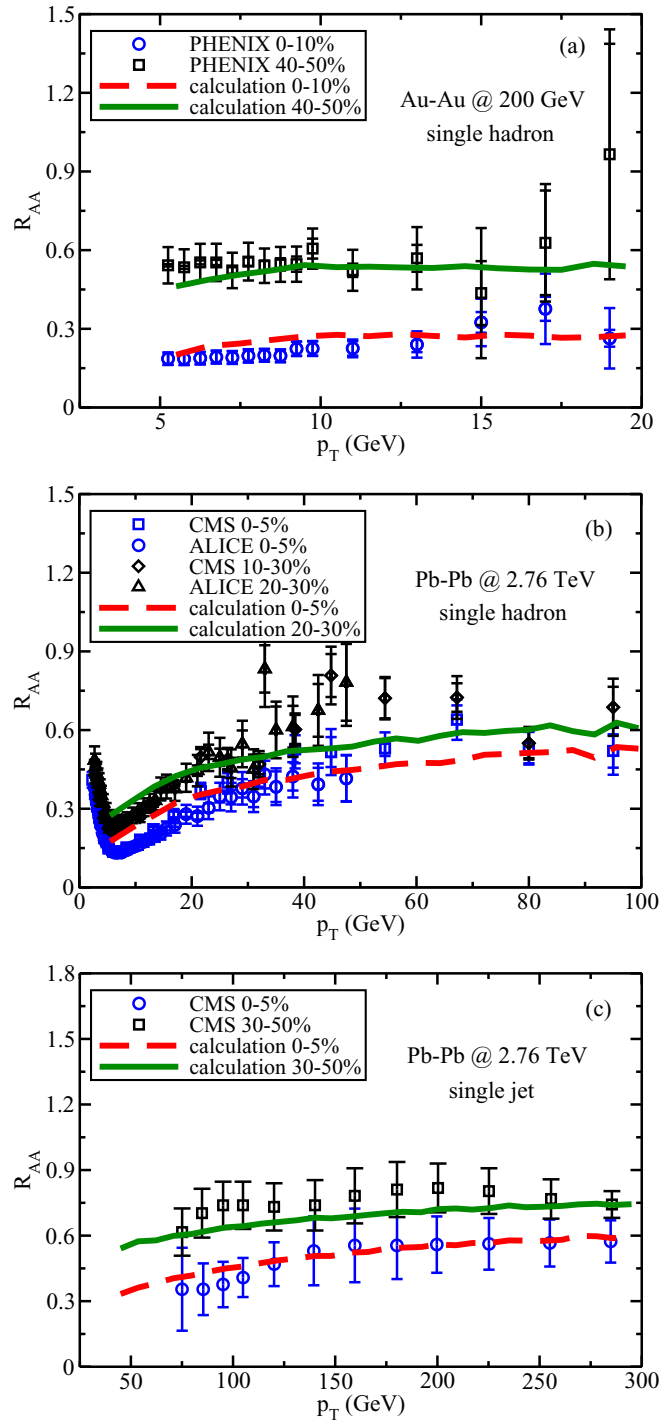 PHENIX 0-10%
PHENIX 40-50%
calculation 0-10%
calculation 40-50%
(a)
Au-Au @ 200 GeV
single hadron
R_AA
1.5
1.2
0.9
0.6
0.3
0
5 10 15 20
p_T (GeV)
CMS 0-5%
ALICE 0-5%
CMS 10-30%
ALICE 20-30%
calculation 0-5%
calculation 20-30%
(b)
Pb-Pb @ 2.76 TeV
single hadron
R_AA
1.5
1.2
0.9
0.6
0.3
0
0 20 40 60 80 100
p_T (GeV)
CMS 0-5%
CMS 30-50%
calculation 0-5%
calculation 30-50%
(c)
Pb-Pb @ 2.76 TeV
single jet
R_AA
1.8
1.5
1.2
0.9
0.6
0.3
0
50 100 150 200 250 300
p_T (GeV)